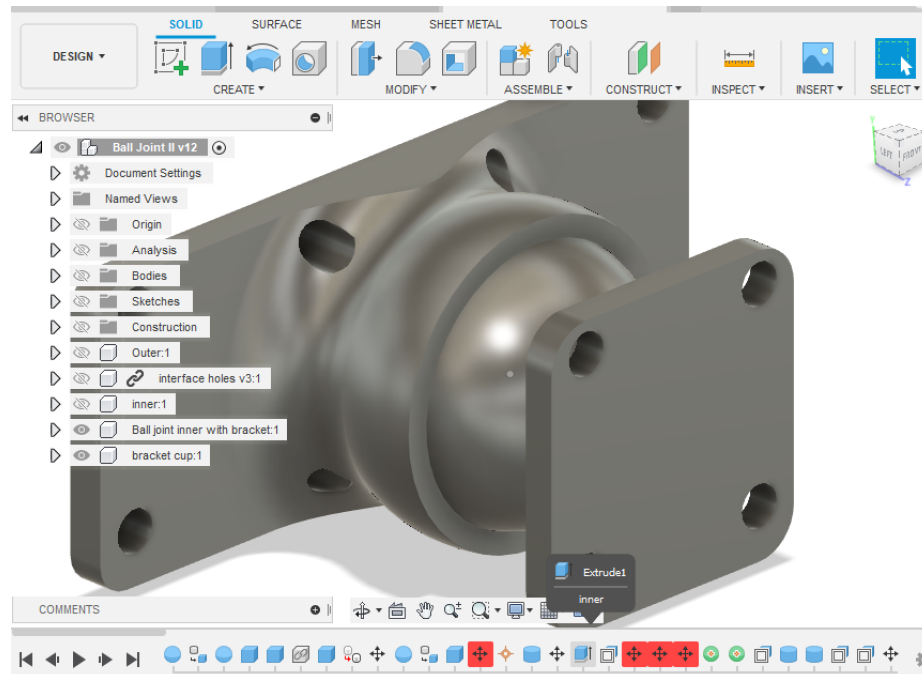 SOLID SURFACE MESH SHEET METAL TOOLS
DESIGN
CREATE MODIFY ASSEMBLE CONSTRUCT INSPECT INSERT SELECT
BROWSER
Ball Joint II v12
Document Settings
Named Views
Origin
Analysis
Bodies
Sketches
Construction
Outer:1
interface holes v3:1
inner:1
Ball joint inner with bracket:1
bracket cup:1
Y
LEFT FRONT
Z
Extrude1
inner
COMMENTS